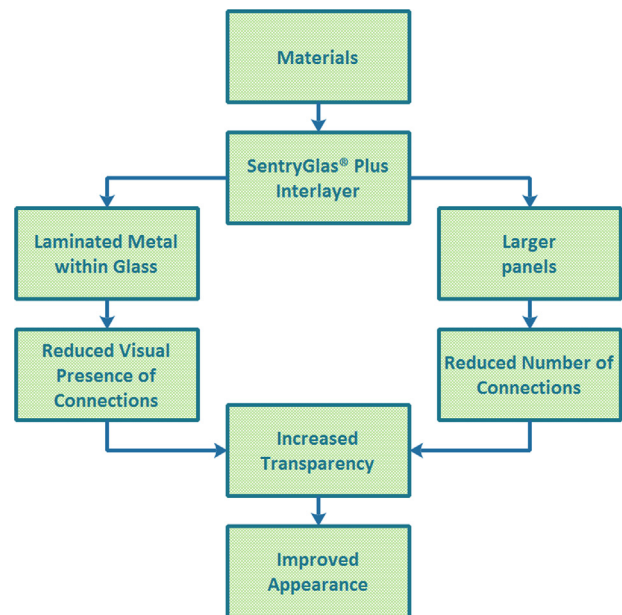 Materials
SentryGlas® Plus
Interlayer
Laminated Metal
within Glass
Larger
panels
Reduced Visual
Presence of
Connections
Reduced Number of
Connections
Increased
Transparency
Improved
Appearance